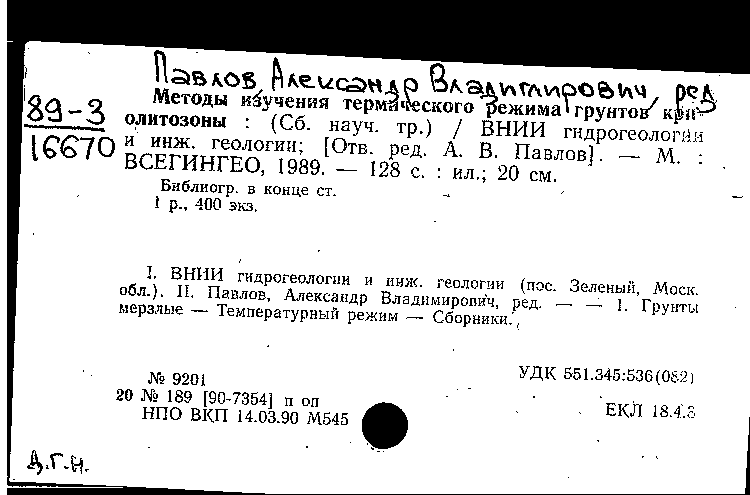 Павлов, Александр Владимирович, ред
89-3
16670
Методы изучения термического режима грунтов кри-
олитозоны : (Сб. науч. тр.) / ВНИИ гидрогеологии
и инж. геологии; [Отв. ред. А. В. Павлов]. — М. :
ВСЕГИНГЕО, 1989. — 128 с. : ил.; 20 см.
Библиогр. в конце ст.
1 р., 400 экз.
I. ВНИИ гидрогеологии и инж. геологии (пос. Зеленый, Моск.
обл.). II. Павлов, Александр Владимирович, ред. — — 1. Грунты
мерзлые — Температурный режим — Сборники.
№ 9201
УДК 551.345:536(082)
20 № 189 [90-7354] п оп
НПО ВКП 14.03.90 М545
ЕКЛ 18.4.3
Д.Г.Н.